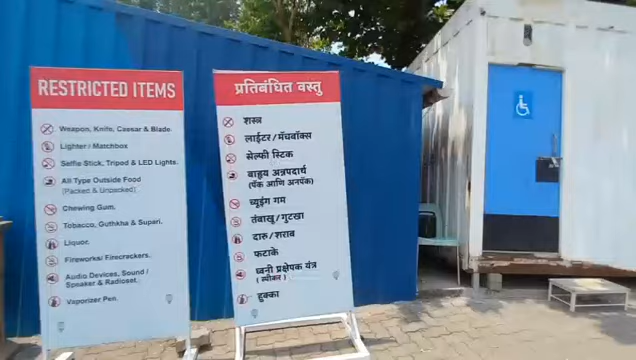 RESTRICTED ITEMS
Weapon, Knife, Caesar & Blade.
Lighter / Matchbox
Selfie Stick, Tripod & LED Lights.
All Type Outside Food
(Packed & Unpacked)
Chewing Gum.
Tobacco, Guthkha & Supari.
Liquor.
Fireworks/ Firecrackers.
Audio Devices, Sound /
Speaker & Radioset.
Vaporizer Pen.
प्रतिबंधित वस्तु
शस्त्र
लाईटर / मॅचबॉक्स
सेल्फी स्टिक
बाह्य अन्नपदार्थ
(पॅक आणि अनपॅक)
च्यूइंग गम
तंबाखू / गुटखा
दारू / शराब
फटाके
ध्वनी प्रक्षेपक यंत्र
( स्पीकर )
हुक्का